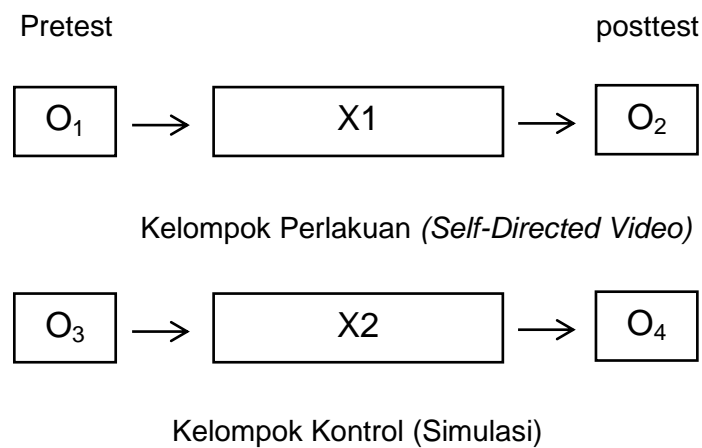 Pretest posttest
O₁ X1 O₂
Kelompok Perlakuan (Self-Directed Video)
O₃ X2 O₄
Kelompok Kontrol (Simulasi)